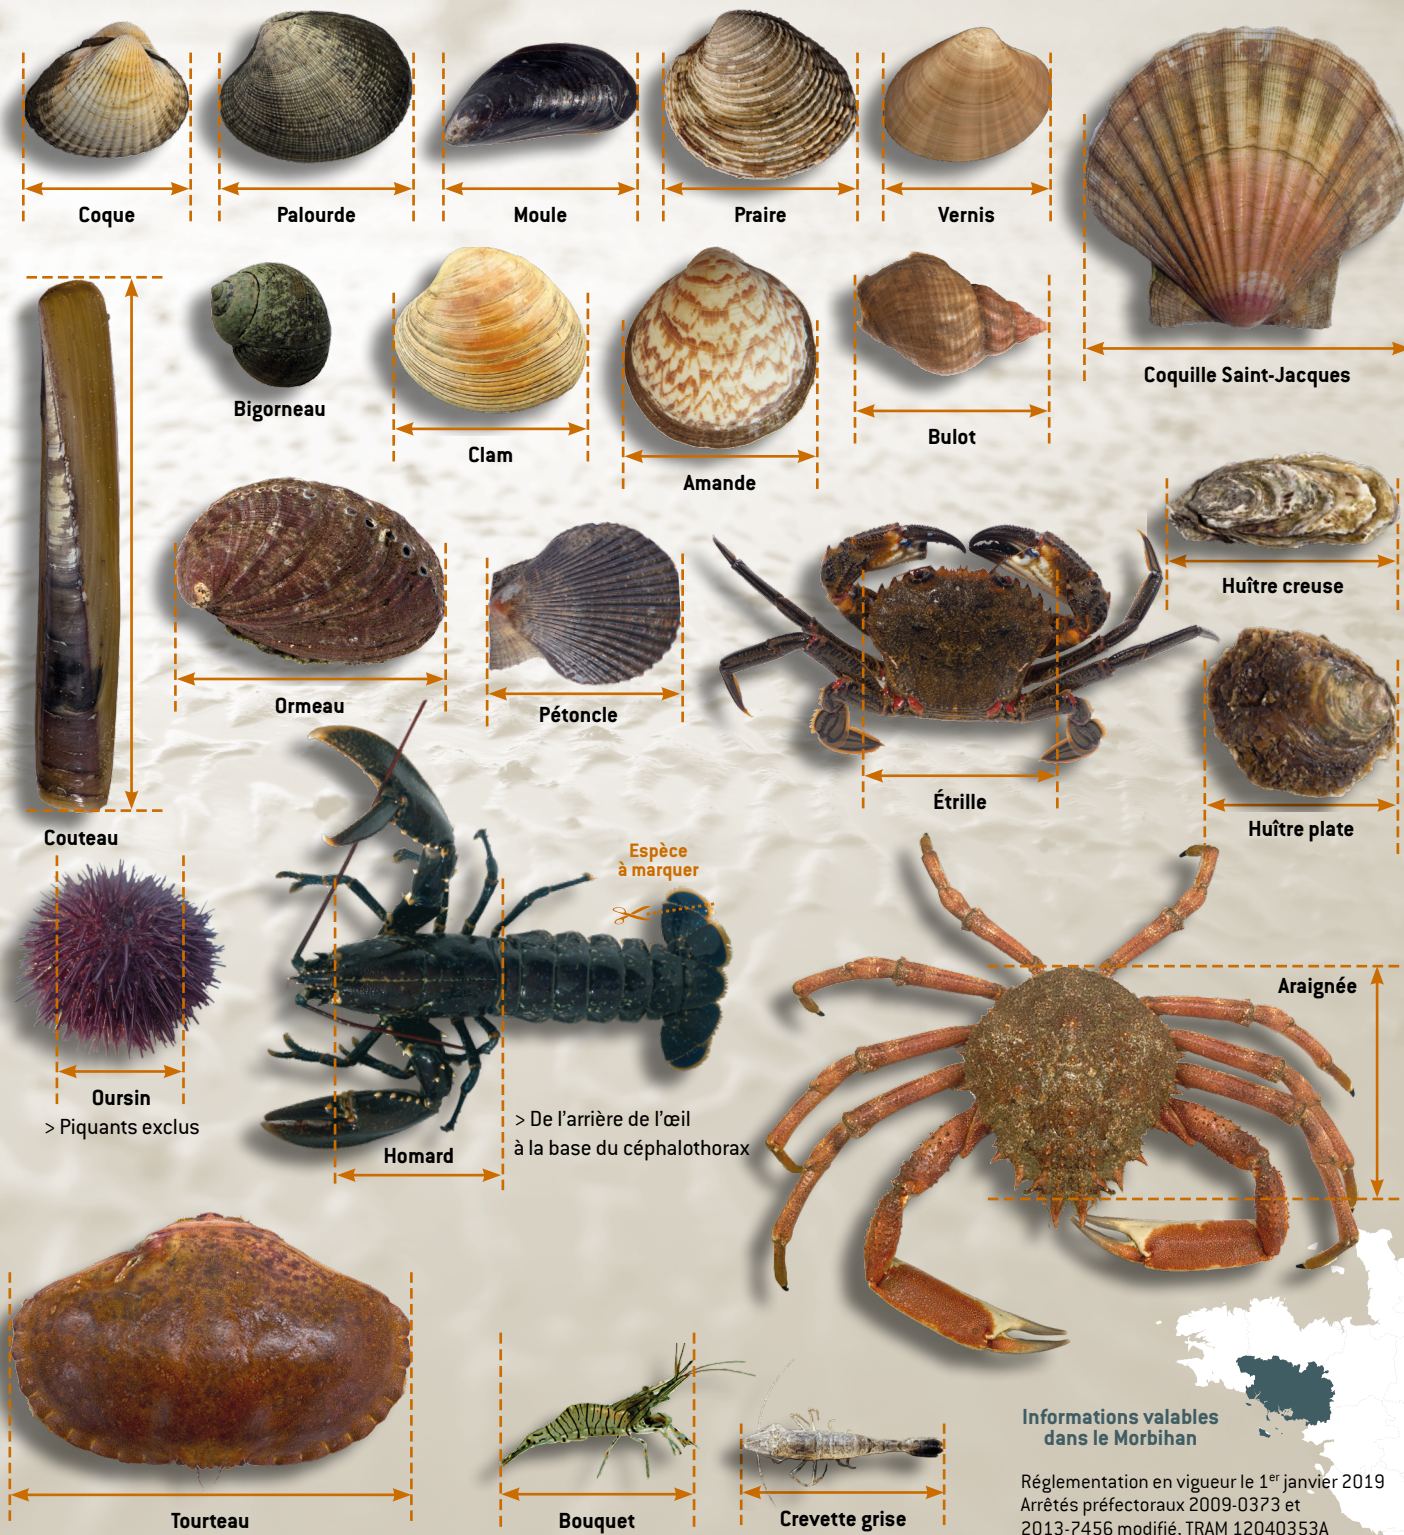 Coque
Palourde
Moule
Praire
Vernis
Coquille Saint-Jacques
Bigorneau
Clam
Amande
Bulot
Huître creuse
Ormeau
Pétoncle
Étrille
Huître plate
Couteau
Espèce
à marquer
Araignée
Oursin
> Piquants exclus
Homard
> De l'arrière de l'œil
à la base du céphalothorax
Tourteau
Bouquet
Crevette grise
Informations valables
dans le Morbihan
Réglementation en vigueur le 1er janvier 2019
Arrêtés préfectoraux 2009-0373 et
2013-7456 modifié. TRAM 12040353A